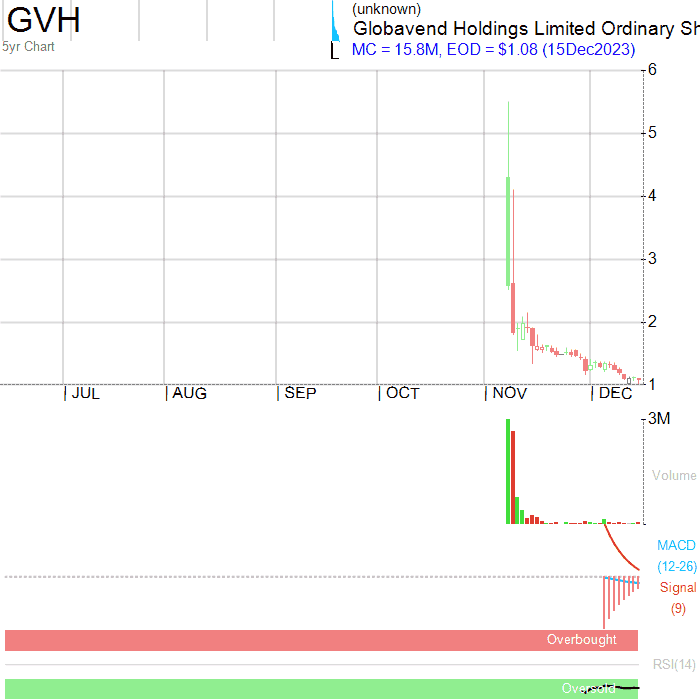 GVH
(unknown)
Globavend Holdings Limited Ordinary Sh
5yr Chart
MC = 15.8M, EOD = $1.08 (15Dec2023)
6
5
4
3
2
1
JUL AUG SEP OCT NOV DEC
3M
Volume
MACD
(12-26)
Signal
(9)
Overbought
RSI(14)
Oversold